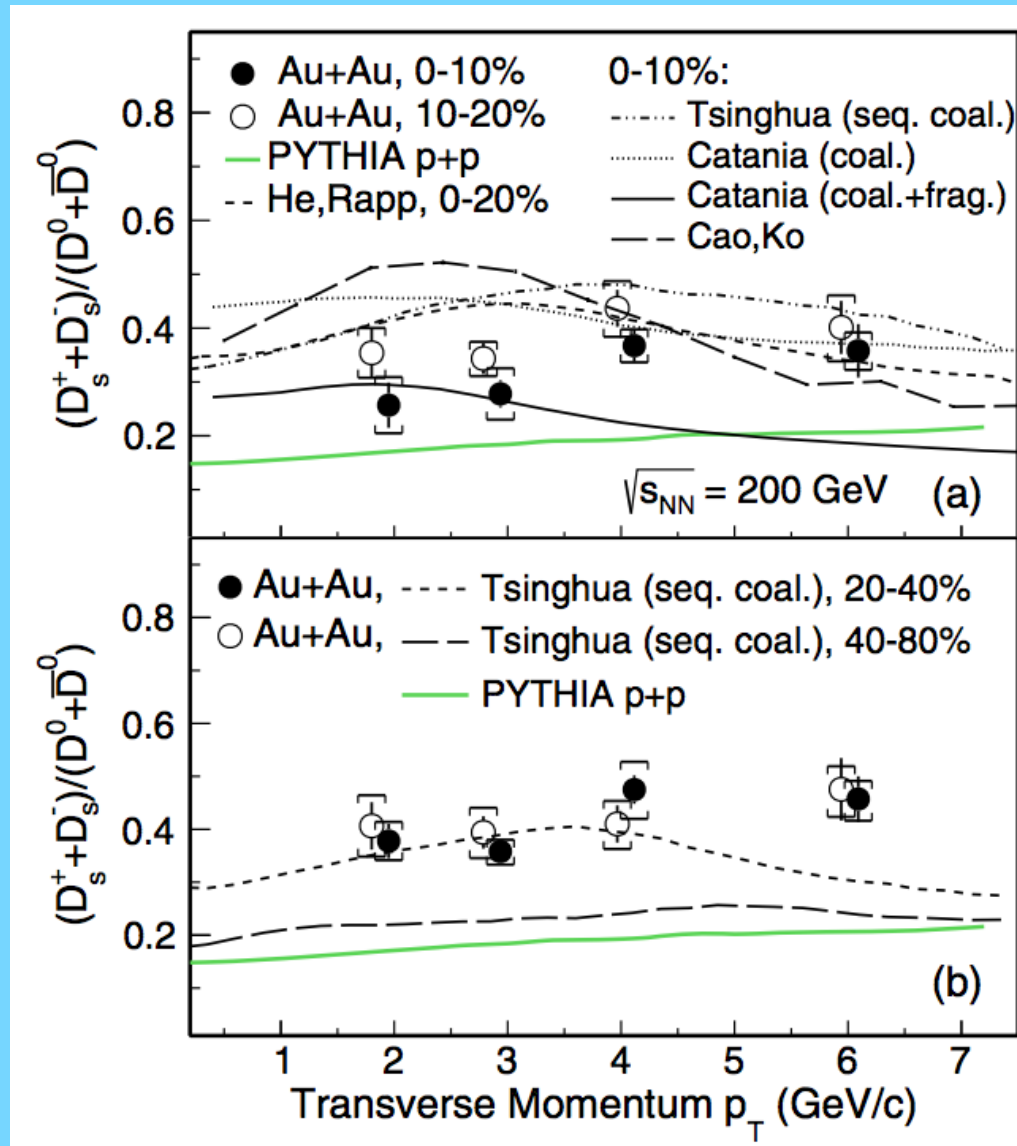 Au+Au, 0-10%
Au+Au, 10-20%
PYTHIA p+p
He,Rapp, 0-20%
0-10%:
Tsinghua (seq. coal.)
Catania (coal.)
Catania (coal.+frag.)
Cao,Ko
0.8
0.6
0.4
0.2
(D_s^+ + D_s^-)/(D^0 + D̅^0)
√s_NN = 200 GeV (a)
Au+Au, Tsinghua (seq. coal.), 20-40%
Au+Au, Tsinghua (seq. coal.), 40-80%
PYTHIA p+p
0.8
0.6
0.4
0.2
(D_s^+ + D_s^-)/(D^0 + D̅^0)
(b)
1 2 3 4 5 6 7
Transverse Momentum p_T (GeV/c)